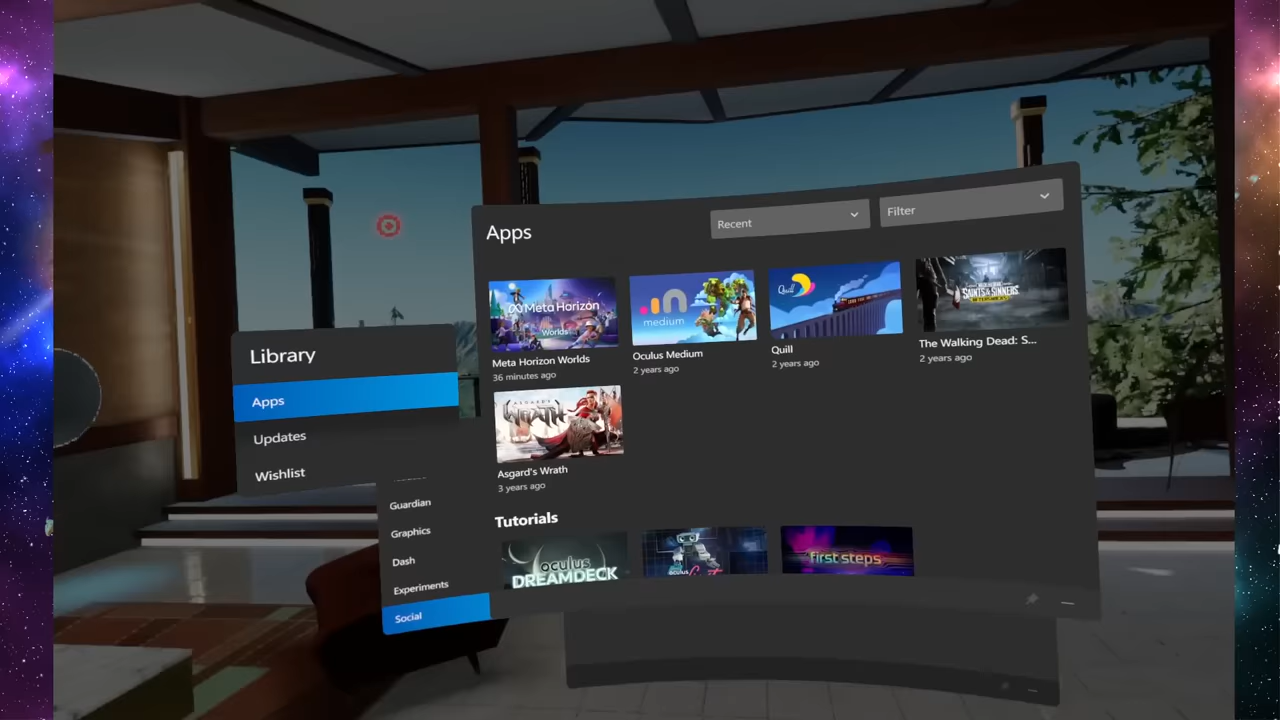 Apps
Recent
Filter
Meta Horizon
Worlds
medium
Quill
SAINTS & SINNERS
Meta Horizon Worlds
36 minutes ago
Oculus Medium
2 years ago
Quill
2 years ago
The Walking Dead: S...
2 years ago
WRATH
Asgard's Wrath
3 years ago
Library
Apps
Updates
Wishlist
Guardian
Graphics
Dash
Experiments
Social
Tutorials
oculus
DREAMDECK
first steps